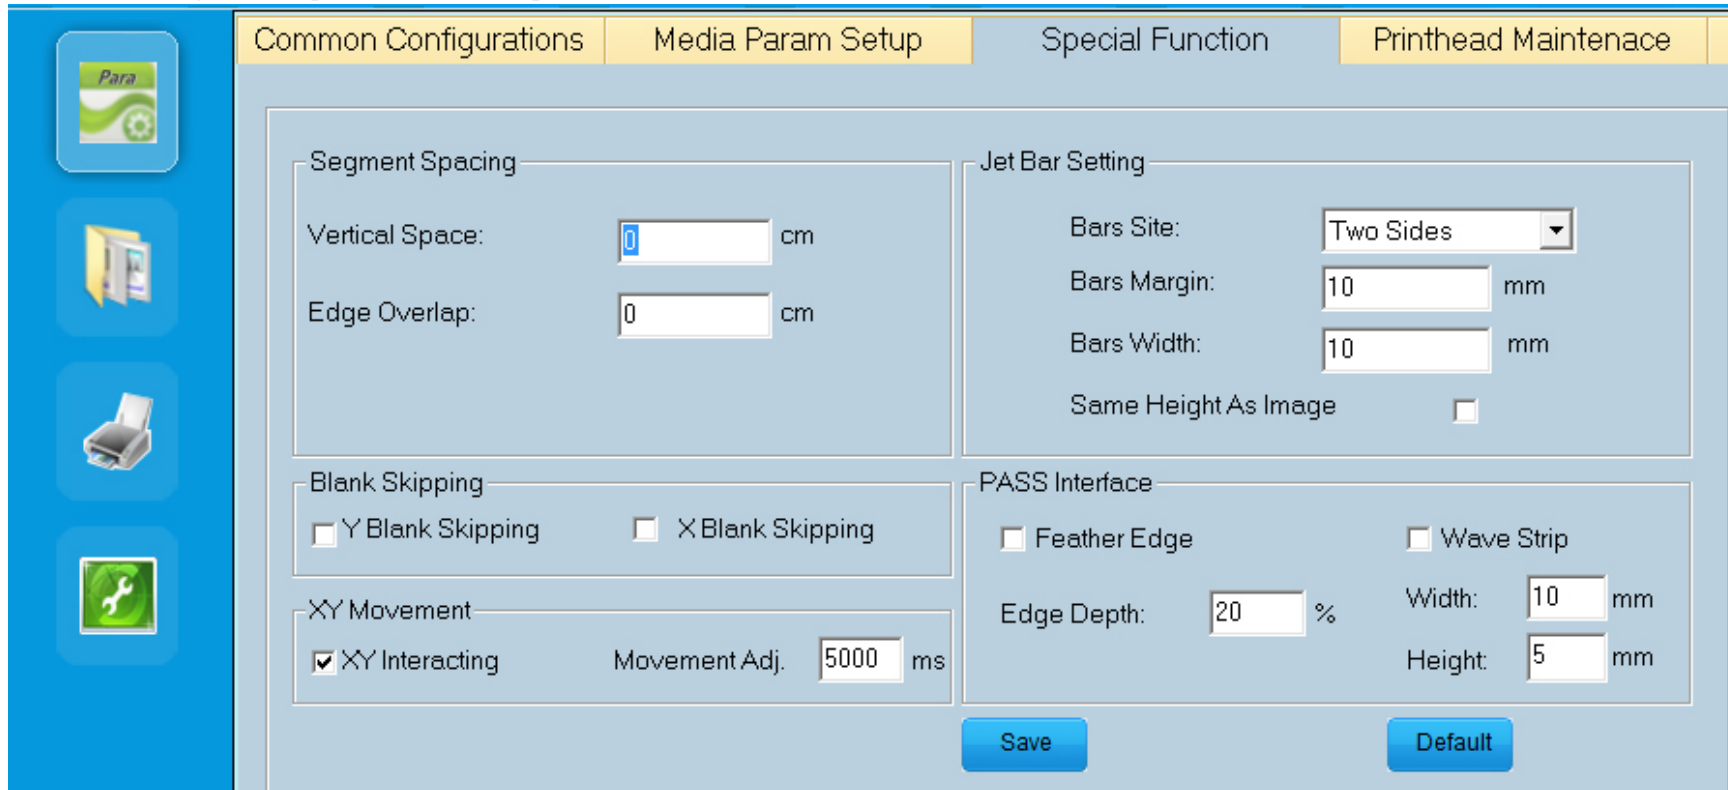 Common Configurations Media Param Setup Special Function Printhead Maintenace
Para
Segment Spacing
Vertical Space: 0 cm
Edge Overlap: 0 cm
Jet Bar Setting
Bars Site: Two Sides
Bars Margin: 10 mm
Bars Width: 10 mm
Same Height As Image
Blank Skipping
Y Blank Skipping X Blank Skipping
PASS Interface
Feather Edge Wave Strip
Edge Depth: 20 % Width: 10 mm
Height: 5 mm
XY Movement
XY Interacting Movement Adj. 5000 ms
Save Default